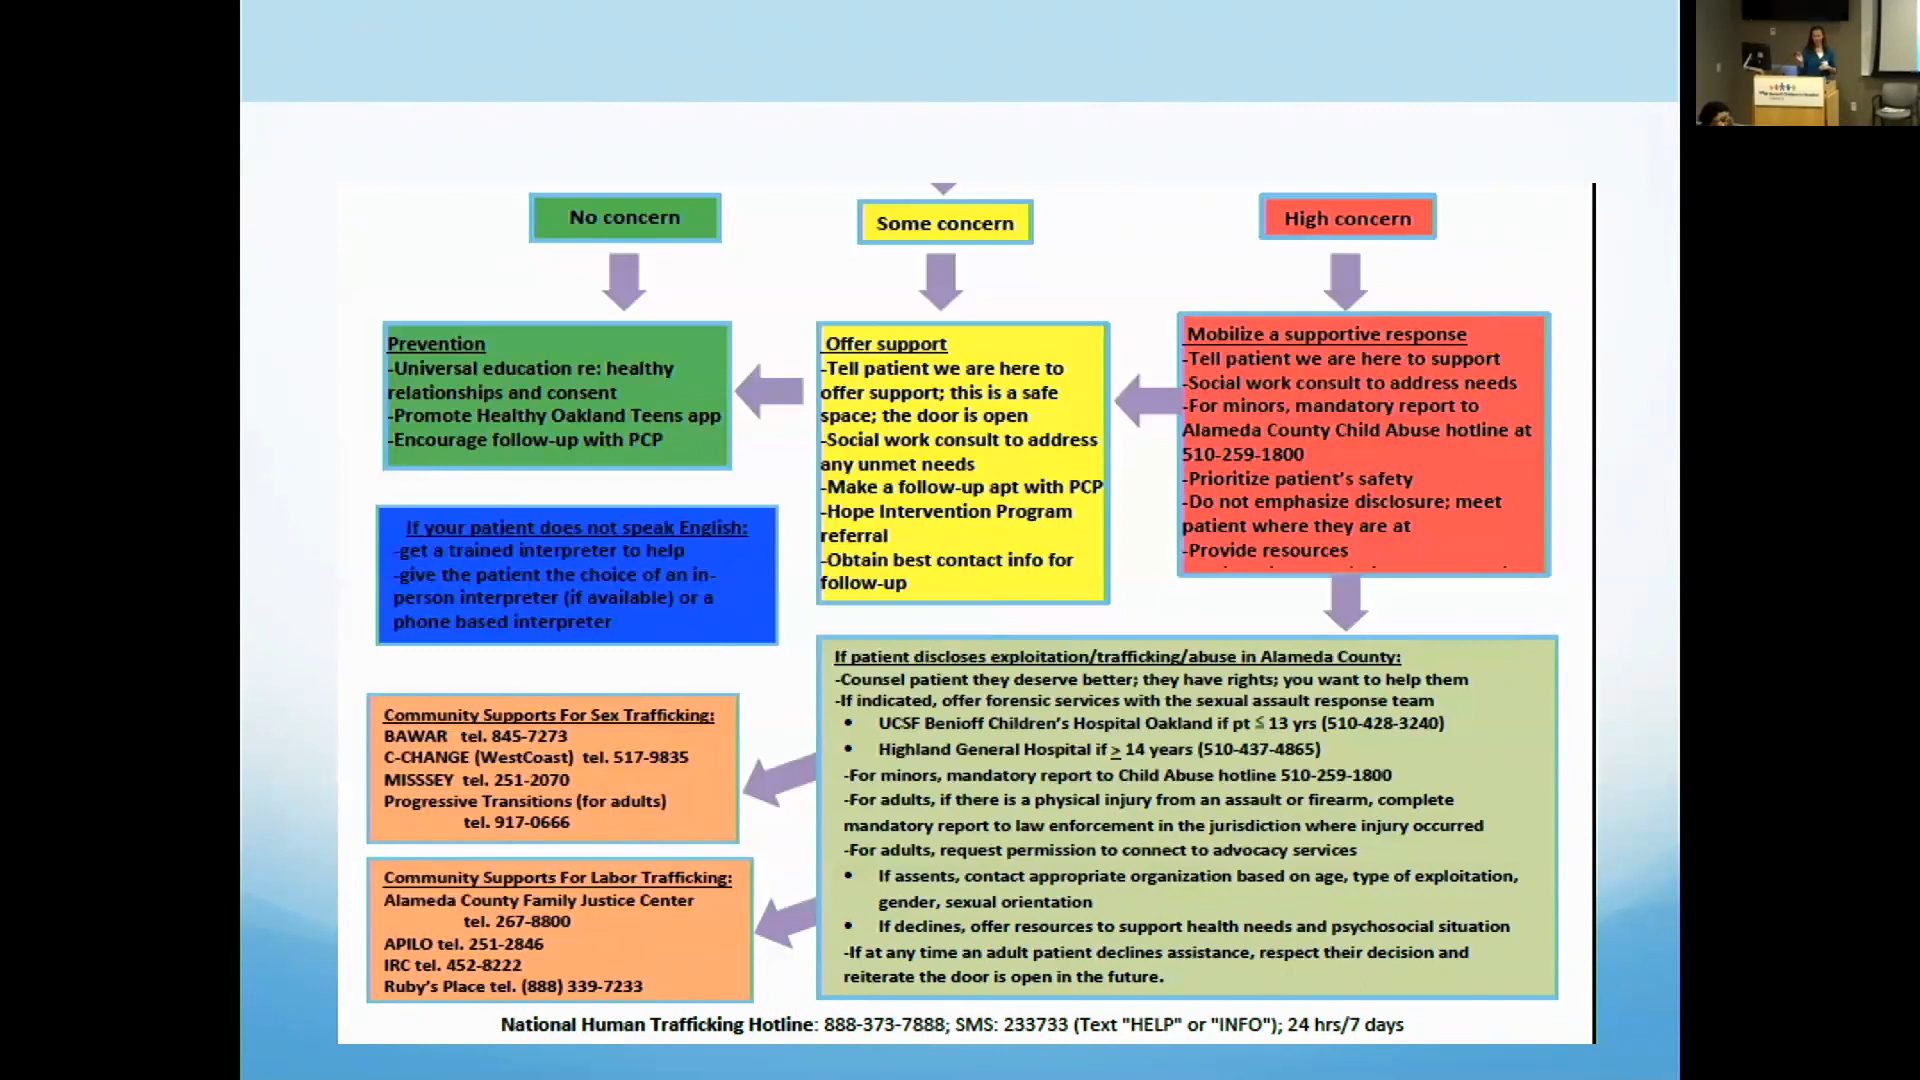 No concern
Some concern
High concern
Prevention
-Universal education re: healthy
relationships and consent
-Promote Healthy Oakland Teens app
-Encourage follow-up with PCP
Offer support
-Tell patient we are here to
offer support; this is a safe
space; the door is open
-Social work consult to address
any unmet needs
-Make a follow-up apt with PCP
-Hope Intervention Program
referral
-Obtain best contact info for
follow-up
Mobilize a supportive response
-Tell patient we are here to support
-Social work consult to address needs
-For minors, mandatory report to
Alameda County Child Abuse hotline at
510-259-1800
-Prioritize patient's safety
-Do not emphasize disclosure; meet
patient where they are at
-Provide resources
If your patient does not speak English:
-get a trained interpreter to help
-give the patient the choice of an in-
person interpreter (if available) or a
phone based interpreter
If patient discloses exploitation/trafficking/abuse in Alameda County:
-Counsel patient they deserve better; they have rights; you want to help them
-If indicated, offer forensic services with the sexual assault response team
• UCSF Benioff Children's Hospital Oakland if pt ≤ 13 yrs (510-428-3240)
• Highland General Hospital if ≥ 14 years (510-437-4865)
-For minors, mandatory report to Child Abuse hotline 510-259-1800
-For adults, if there is a physical injury from an assault or firearm, complete
mandatory report to law enforcement in the jurisdiction where injury occurred
-For adults, request permission to connect to advocacy services
• If assents, contact appropriate organization based on age, type of exploitation,
gender, sexual orientation
• If declines, offer resources to support health needs and psychosocial situation
-If at any time an adult patient declines assistance, respect their decision and
reiterate the door is open in the future.
Community Supports For Sex Trafficking:
BAWAR tel. 845-7273
C-CHANGE (WestCoast) tel. 517-9835
MISSSEY tel. 251-2070
Progressive Transitions (for adults)
tel. 917-0666
Community Supports For Labor Trafficking:
Alameda County Family Justice Center
tel. 267-8800
APILO tel. 251-2846
IRC tel. 452-8222
Ruby's Place tel. (888) 339-7233
National Human Trafficking Hotline: 888-373-7888; SMS: 233733 (Text "HELP" or "INFO"); 24 hrs/7 days